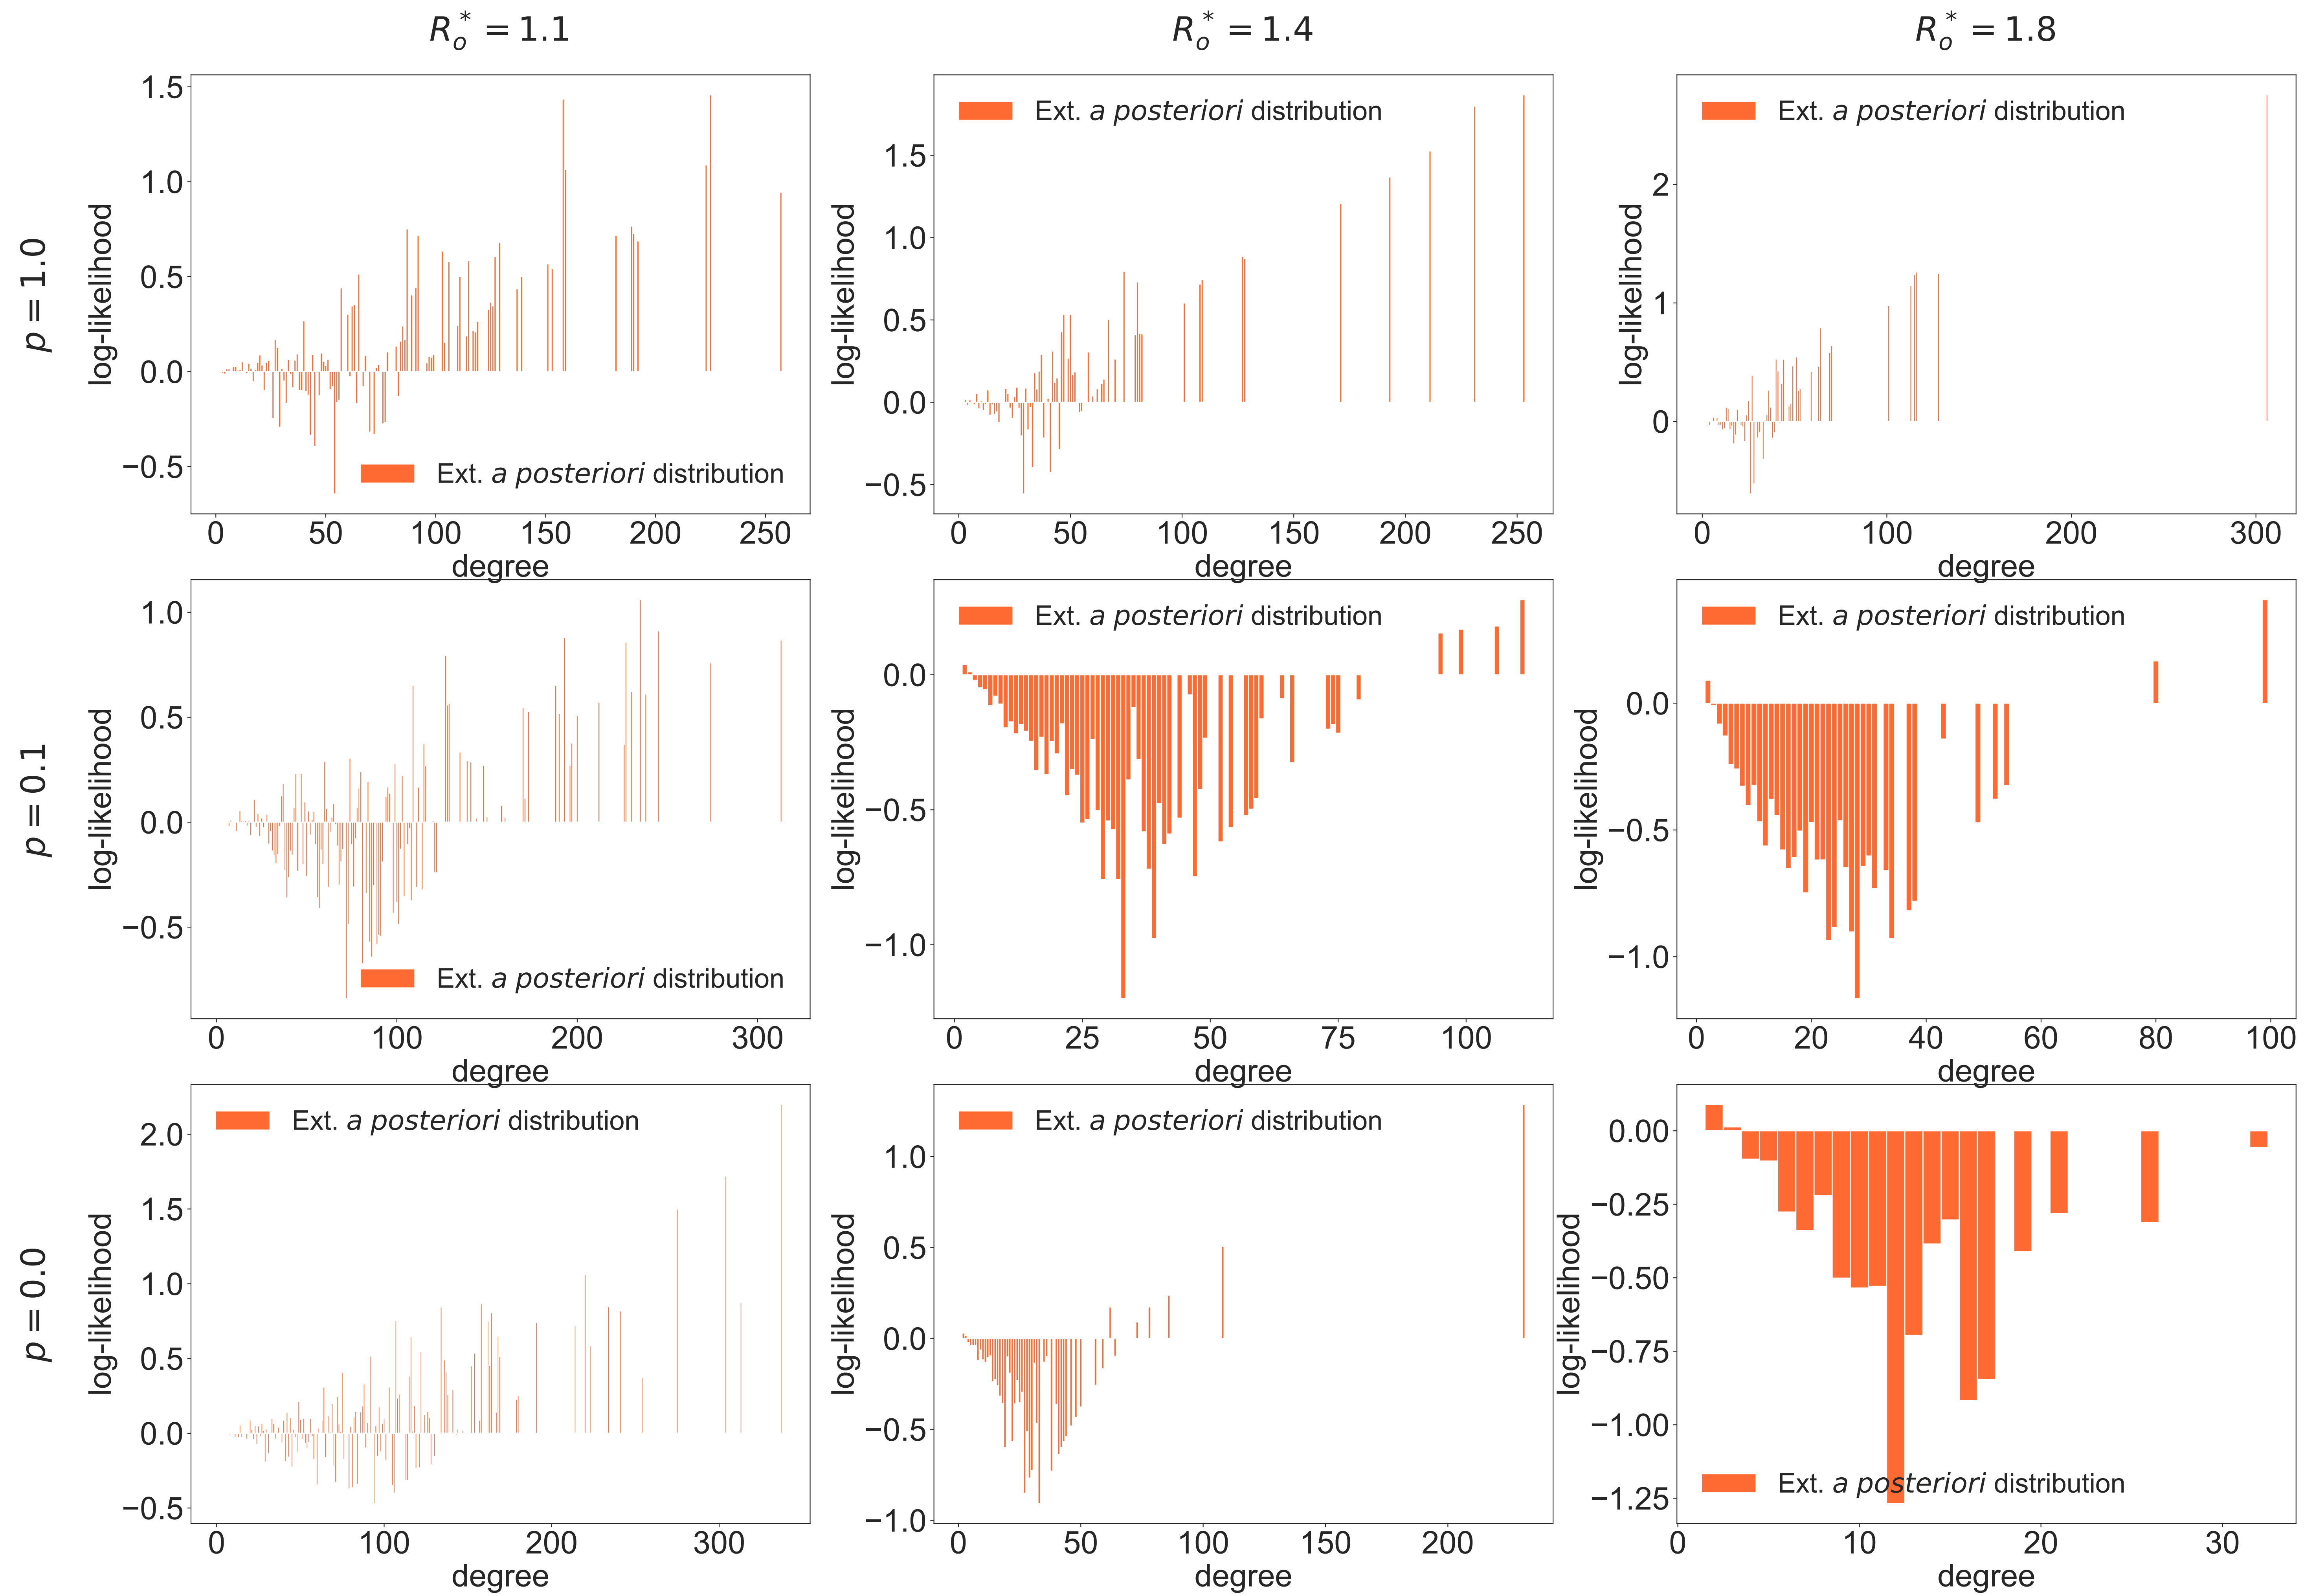 R_o^* = 1.1
R_o^* = 1.4
R_o^* = 1.8
p = 1.0
log-likelihood
1.5
1.0
0.5
0.0
−0.5
Ext. a posteriori distribution
0 50 100 150 200 250
degree
log-likelihood
1.5
1.0
0.5
0.0
−0.5
Ext. a posteriori distribution
0 50 100 150 200 250
degree
log-likelihood
2
1
0
Ext. a posteriori distribution
0 100 200 300
degree
p = 0.1
log-likelihood
1.0
0.5
0.0
−0.5
Ext. a posteriori distribution
0 100 200 300
degree
log-likelihood
0.0
−0.5
−1.0
Ext. a posteriori distribution
0 25 50 75 100
degree
log-likelihood
0.0
−0.5
−1.0
Ext. a posteriori distribution
0 20 40 60 80 100
degree
p = 0.0
log-likelihood
2.0
1.5
1.0
0.5
0.0
−0.5
Ext. a posteriori distribution
0 100 200 300
degree
log-likelihood
1.0
0.5
0.0
−0.5
−1.0
Ext. a posteriori distribution
0 50 100 150 200
degree
log-likelihood
0.00
−0.25
−0.50
−0.75
−1.00
−1.25
Ext. a posteriori distribution
0 10 20 30
degree